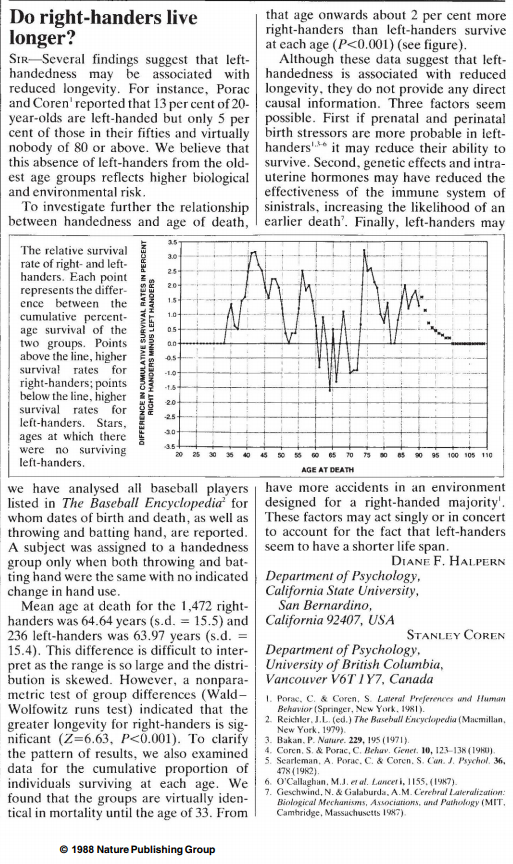 Do right-handers live
longer?
SIR—Several findings suggest that left-
handedness may be associated with
reduced longevity. For instance, Porac
and Coren¹ reported that 13 per cent of 20-
year-olds are left-handed but only 5 per
cent of those in their fifties and virtually
nobody of 80 or above. We believe that
this absence of left-handers from the old-
est age groups reflects higher biological
and environmental risk.
To investigate further the relationship
between handedness and age of death,
The relative survival
rate of right- and left-
handers. Each point
represents the differ-
ence between the
cumulative percent-
age survival of the
two groups. Points
above the line, higher
survival rates for
right-handers; points
below the line, higher
survival rates for
left-handers. Stars,
ages at which there
were no surviving
left-handers.
DIFFERENCE IN CUMULATIVE SURVIVAL RATES IN PERCENT
RIGHT HANDERS MINUS LEFT HANDERS
3.5
3.0
2.5
2.0
1.5
1.0
0.5
0.0
-0.5
-1.0
-1.5
-2.0
-2.5
-3.0
-3.5
20 25 30 35 40 45 50 55 60 65 70 75 80 85 90 95 100 105 110
AGE AT DEATH
we have analysed all baseball players
listed in The Baseball Encyclopedia² for
whom dates of birth and death, as well as
throwing and batting hand, are reported.
A subject was assigned to a handedness
group only when both throwing and bat-
ting hand were the same with no indicated
change in hand use.
Mean age at death for the 1,472 right-
handers was 64.64 years (s.d. = 15.5) and
236 left-handers was 63.97 years (s.d. =
15.4). This difference is difficult to inter-
pret as the range is so large and the distri-
bution is skewed. However, a nonpara-
metric test of group differences (Wald–
Wolfowitz runs test) indicated that the
greater longevity for right-handers is sig-
nificant (Z=6.63, P<0.001). To clarify
the pattern of results, we also examined
data for the cumulative proportion of
individuals surviving at each age. We
found that the groups are virtually iden-
tical in mortality until the age of 33. From
that age onwards about 2 per cent more
right-handers than left-handers survive
at each age (P<0.001) (see figure).
Although these data suggest that left-
handedness is associated with reduced
longevity, they do not provide any direct
causal information. Three factors seem
possible. First if prenatal and perinatal
birth stressors are more probable in left-
handers¹,³⁻⁶ it may reduce their ability to
survive. Second, genetic effects and intra-
uterine hormones may have reduced the
effectiveness of the immune system of
sinistrals, increasing the likelihood of an
earlier death⁷. Finally, left-handers may
have more accidents in an environment
designed for a right-handed majority¹.
These factors may act singly or in concert
to account for the fact that left-handers
seem to have a shorter life span.
DIANE F. HALPERN
Department of Psychology,
California State University,
San Bernardino,
California 92407, USA
STANLEY COREN
Department of Psychology,
University of British Columbia,
Vancouver V6T 1Y7, Canada
1. Porac, C. & Coren, S. Lateral Preferences and Human
Behavior (Springer, New York, 1981).
2. Reichler, J.L. (ed.) The Baseball Encyclopedia (Macmillan,
New York, 1979).
3. Bakan, P. Nature. 229, 195 (1971).
4. Coren, S. & Porac, C. Behav. Genet. 10, 123–138 (1980).
5. Searleman, A. Porac, C. & Coren, S. Can. J. Psychol. 36,
478 (1982).
6. O'Callaghan, M.J. et al. Lancet i, 1155, (1987).
7. Geschwind, N. & Galaburda, A.M. Cerebral Lateralization:
Biological Mechanisms, Associations, and Pathology (MIT,
Cambridge, Massachusetts 1987).
© 1988 Nature Publishing Group